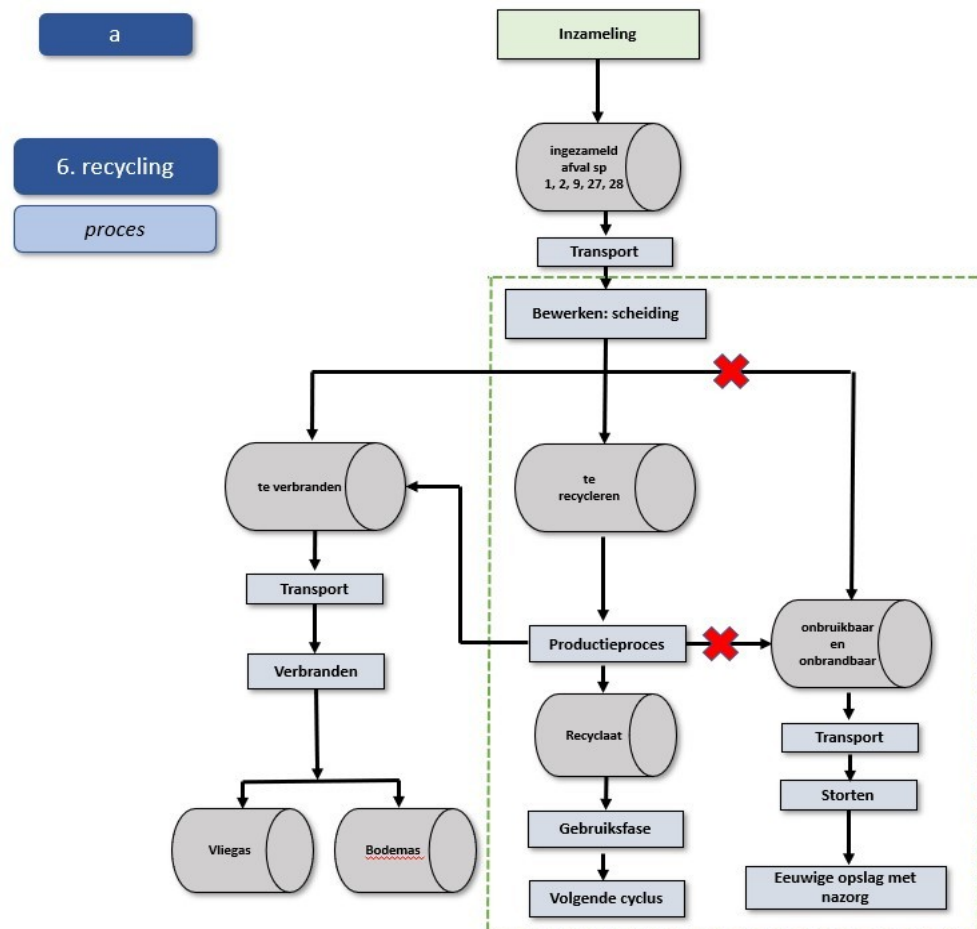 a
Inzameling
6. recycling
proces
ingezameld
afval sp
1, 2, 9, 27, 28
Transport
Bewerken: scheiding
te verbranden
te
recycleren
Transport
Verbranden
Productieproces
onbruikbaar
en
onbrandbaar
Recyclaat
Transport
Storten
Vliegas
Bodemas
Gebruiksfase
Volgende cyclus
Eeuwige opslag met
nazorg